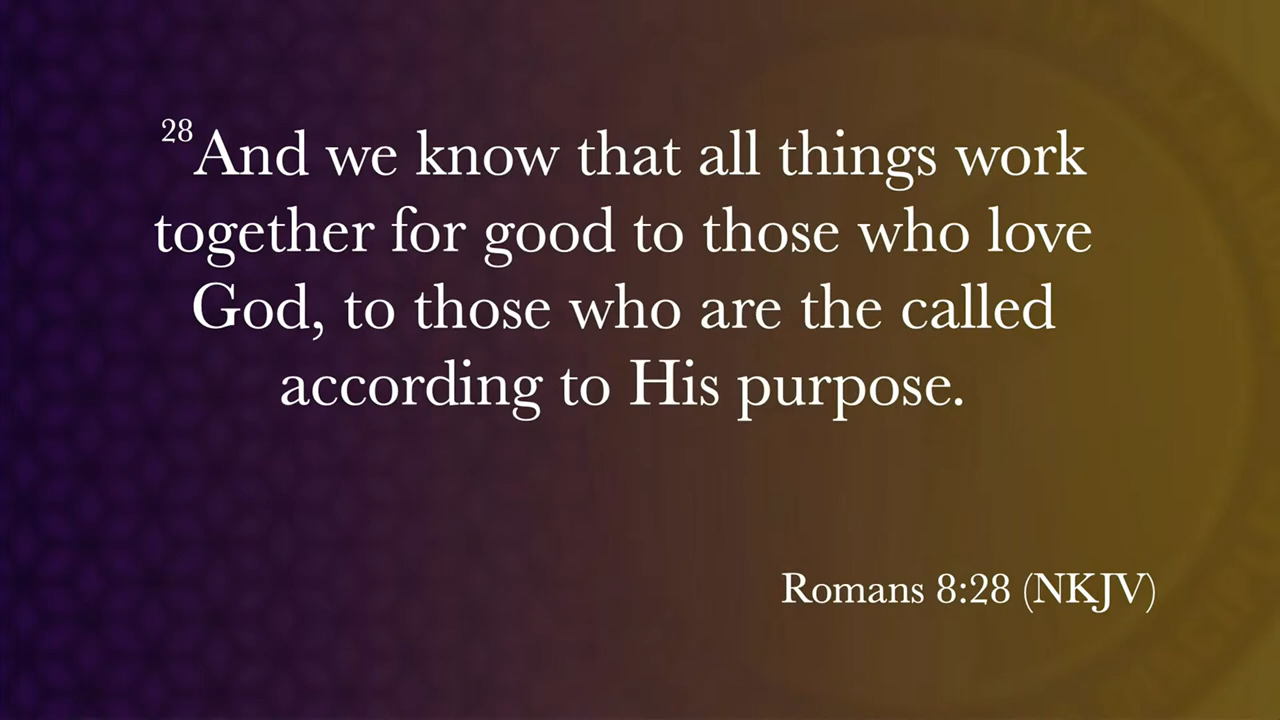 28And we know that all things work
together for good to those who love
God, to those who are the called
according to His purpose.
Romans 8:28 (NKJV)